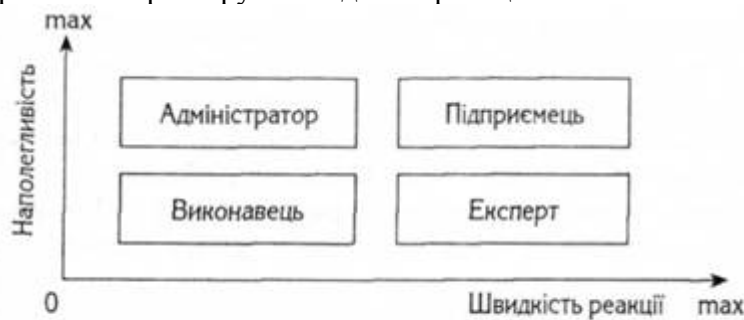 max
Наполегливість
Адміністратор
Підприємець
Виконавець
Експерт
0
Швидкість реакції max